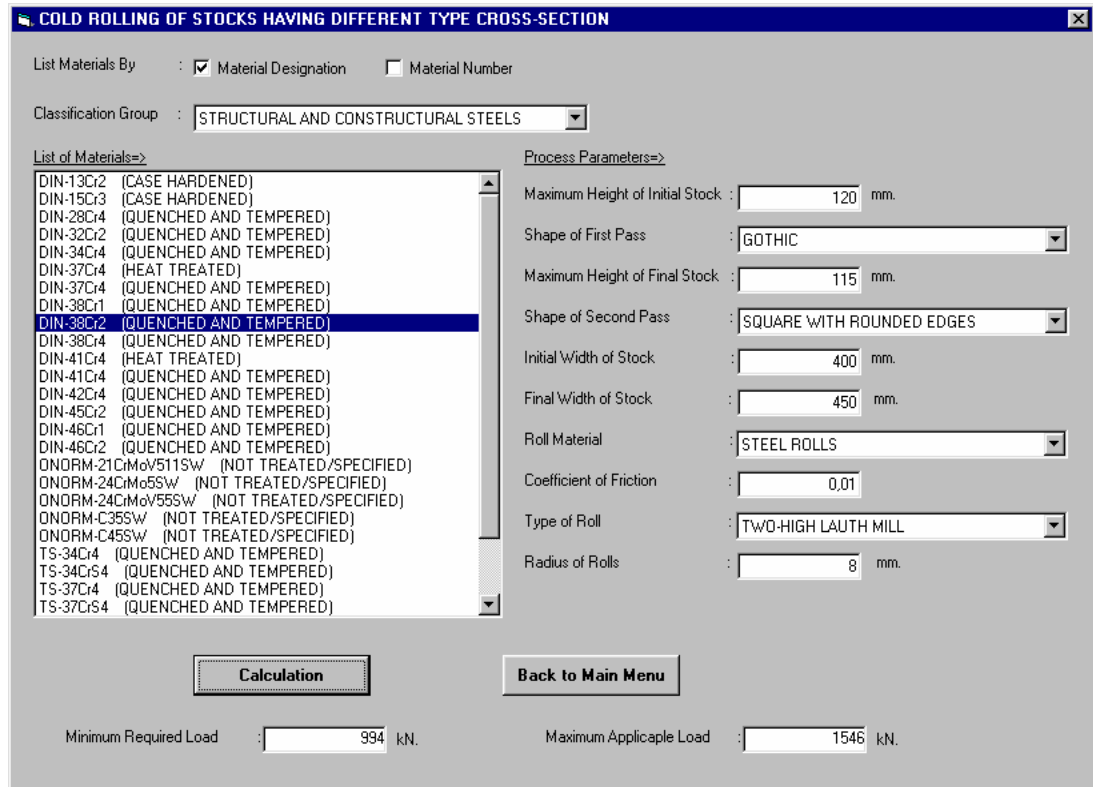 COLD ROLLING OF STOCKS HAVING DIFFERENT TYPE CROSS-SECTION
List Materials By : Material Designation Material Number
Classification Group : STRUCTURAL AND CONSTRUCTURAL STEELS
List of Materials=>
DIN-13Cr2 (CASE HARDENED)
DIN-15Cr3 (CASE HARDENED)
DIN-28Cr4 (QUENCHED AND TEMPERED)
DIN-32Cr2 (QUENCHED AND TEMPERED)
DIN-34Cr4 (QUENCHED AND TEMPERED)
DIN-37Cr4 (HEAT TREATED)
DIN-37Cr4 (QUENCHED AND TEMPERED)
DIN-38Cr1 (QUENCHED AND TEMPERED)
DIN-38Cr2 (QUENCHED AND TEMPERED)
DIN-38Cr4 (QUENCHED AND TEMPERED)
DIN-41Cr4 (HEAT TREATED)
DIN-41Cr4 (QUENCHED AND TEMPERED)
DIN-42Cr4 (QUENCHED AND TEMPERED)
DIN-45Cr2 (QUENCHED AND TEMPERED)
DIN-46Cr1 (QUENCHED AND TEMPERED)
DIN-46Cr2 (QUENCHED AND TEMPERED)
ONORM-21CrMoV511SW (NOT TREATED/SPECIFIED)
ONORM-24CrMo5SW (NOT TREATED/SPECIFIED)
ONORM-24CrMoV55SW (NOT TREATED/SPECIFIED)
ONORM-C35SW (NOT TREATED/SPECIFIED)
ONORM-C45SW (NOT TREATED/SPECIFIED)
TS-34Cr4 (QUENCHED AND TEMPERED)
TS-34CrS4 (QUENCHED AND TEMPERED)
TS-37Cr4 (QUENCHED AND TEMPERED)
TS-37CrS4 (QUENCHED AND TEMPERED)
Process Parameters=>
Maximum Height of Initial Stock : 120 mm.
Shape of First Pass : GOTHIC
Maximum Height of Final Stock : 115 mm.
Shape of Second Pass : SQUARE WITH ROUNDED EDGES
Initial Width of Stock : 400 mm.
Final Width of Stock : 450 mm.
Roll Material : STEEL ROLLS
Coefficient of Friction : 0,01
Type of Roll : TWO-HIGH LAUTH MILL
Radius of Rolls : 8 mm.
Calculation
Back to Main Menu
Minimum Required Load : 994 kN.
Maximum Applicaple Load : 1546 kN.